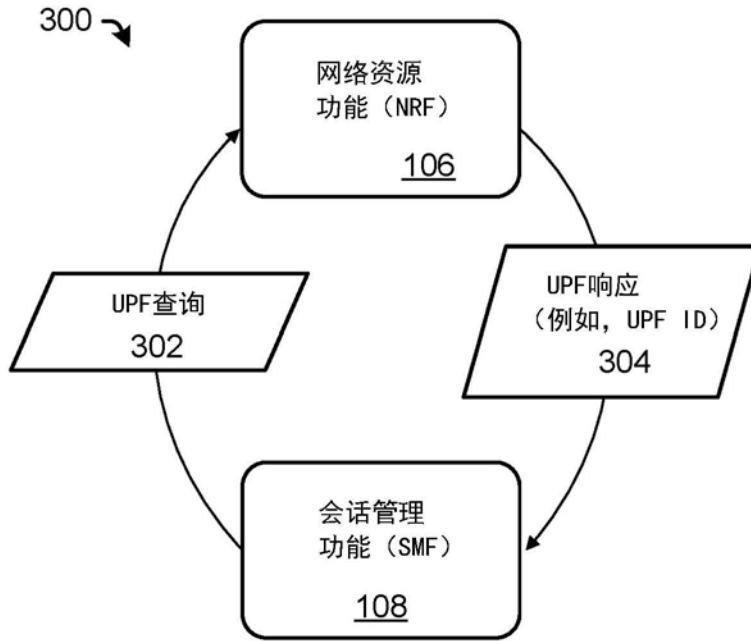 300
网络资源
功能（NRF）
106
UPF查询
302
UPF响应
（例如，UPF ID）
304
会话管理
功能（SMF）
108